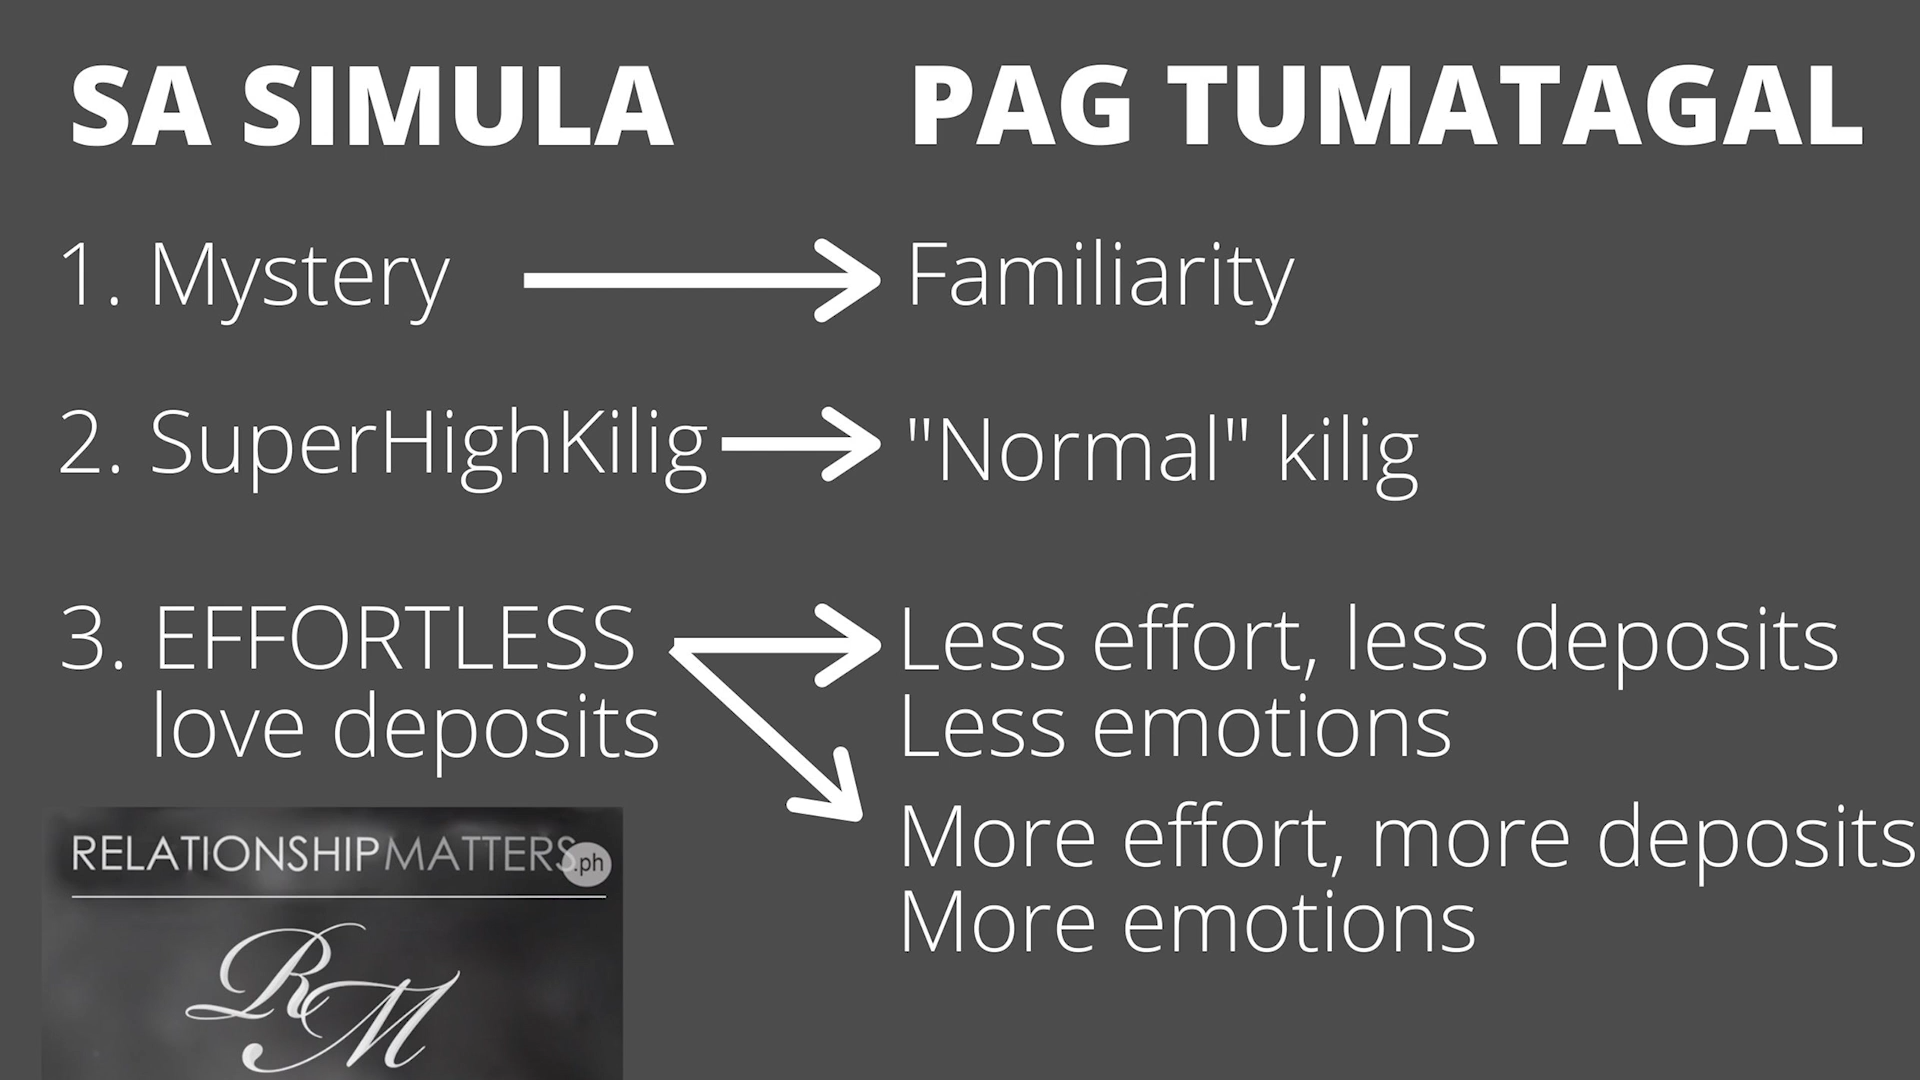 SA SIMULA
PAG TUMATAGAL
1. Mystery
Familiarity
2. SuperHighKilig
"Normal" kilig
3. EFFORTLESS
love deposits
Less effort, less deposits
Less emotions
More effort, more deposits
More emotions
RELATIONSHIPMATTERS.ph
RM